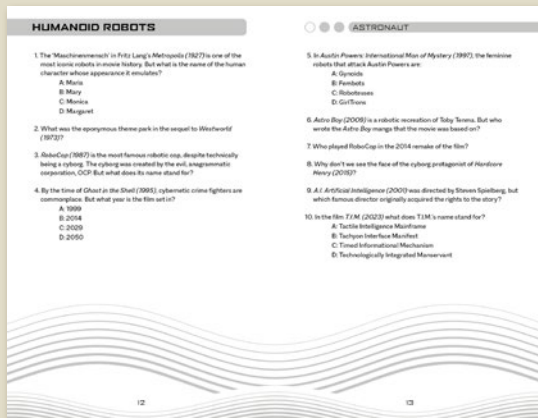 HUMANOID ROBOTS
1. The 'Maschinenmensch' in Fritz Lang's Metropolis (1927) is one of the
most iconic robots in movie history. But what is the name of the human
character whose appearance it emulates?
A: Maria
B: Mary
C: Monica
D: Margaret
2. What was the eponymous theme park in the sequel to Westworld
(1973)?
3. RoboCop (1987) is the most famous robotic cop, despite technically
being a cyborg. The cyborg was created by the evil, anagrammatic
corporation, OCP. But what does its name stand for?
4. By the time of Ghost in the Shell (1995), cybernetic crime fighters are
commonplace. But what year is the film set in?
A: 1999
B: 2014
C: 2029
D: 2050
12
ASTRONAUT
5. In Austin Powers: International Man of Mystery (1997), the feminine
robots that attack Austin Powers are:
A: Gynoids
B: Fembots
C: Robotesses
D: GirlTrons
6. Astro Boy (2009) is a robotic recreation of Toby Tenma. But who
wrote the Astro Boy manga that the movie was based on?
7. Who played RoboCop in the 2014 remake of the film?
8. Why don't we see the face of the cyborg protagonist of Hardcore
Henry (2015)?
9. A.I. Artificial Intelligence (2001) was directed by Steven Spielberg, but
which famous director originally acquired the rights to the story?
10. In the film T.I.M. (2023) what does T.I.M.'s name stand for?
A: Tactile Intelligence Mainframe
B: Tachyon Interface Manifest
C: Timed Informational Mechanism
D: Technologically Integrated Manservant
13